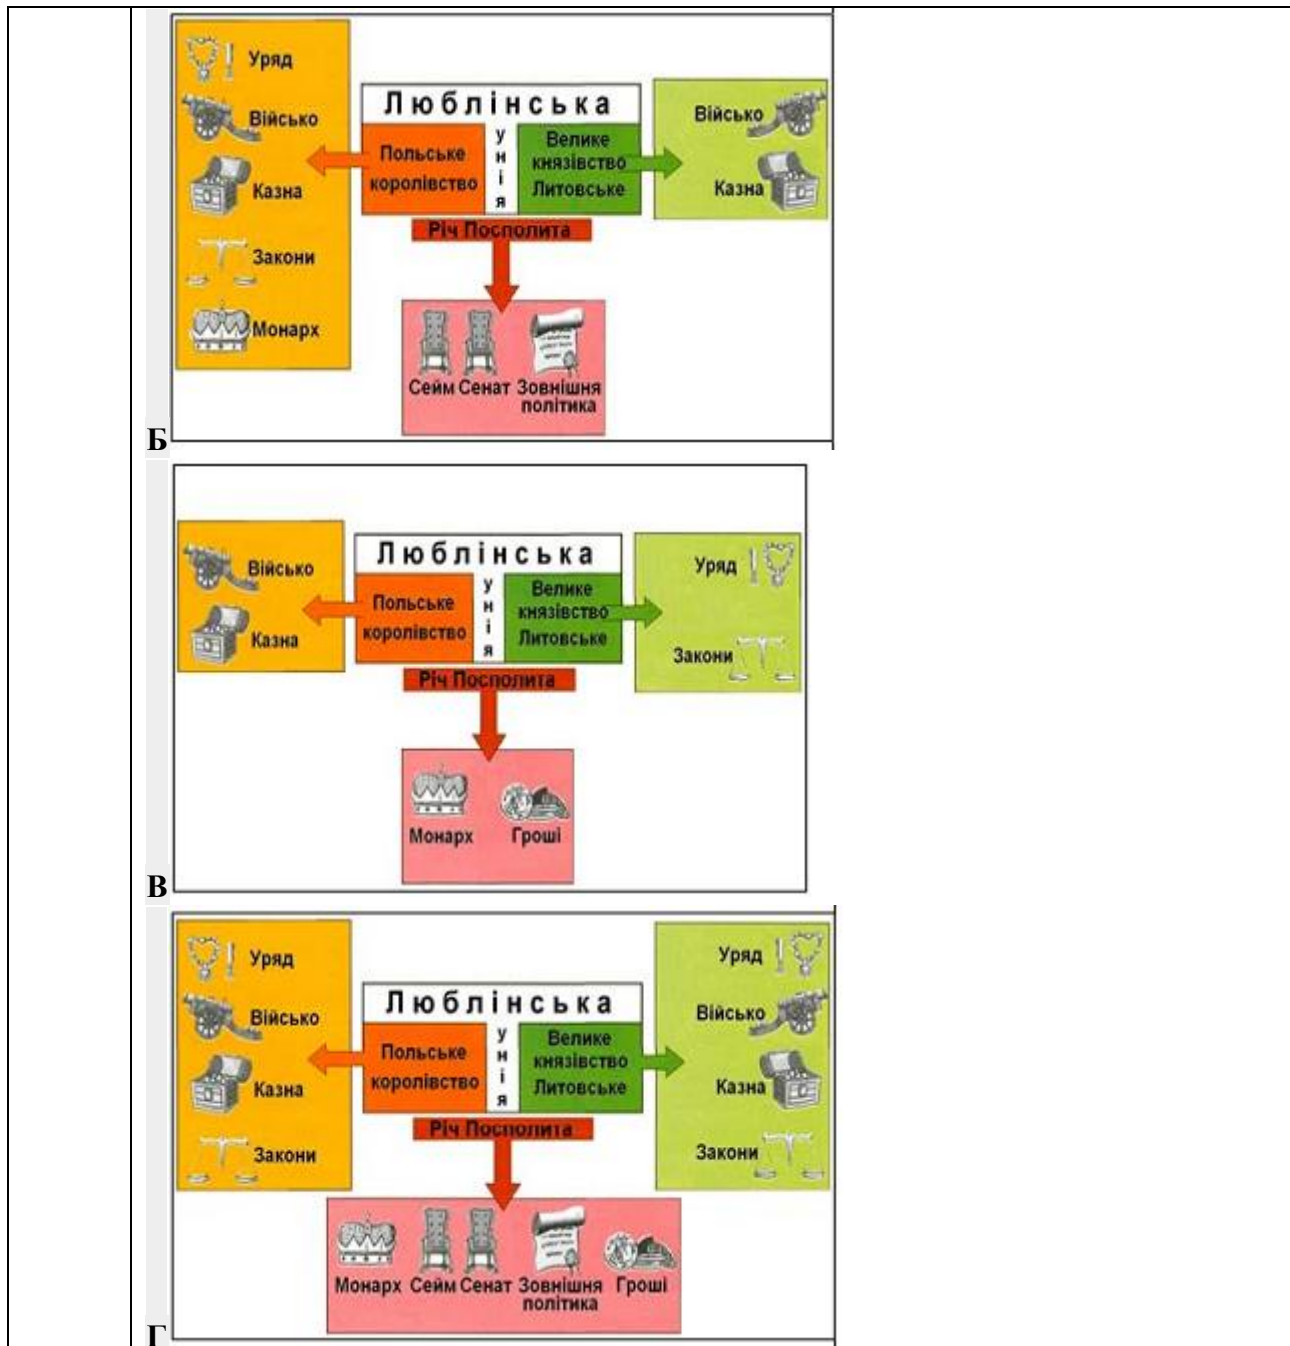 Уряд
Військо
Казна
Закони
Монарх
Люблінська
унія
Польське
королівство
Велике
князівство
Литовське
Військо
Казна
Річ Посполита
Сейм Сенат Зовнішня
політика
Б
Військо
Казна
Люблінська
унія
Польське
королівство
Велике
князівство
Литовське
Уряд
Закони
Річ Посполита
Монарх Гроші
В
Уряд
Військо
Казна
Закони
Люблінська
унія
Польське
королівство
Велике
князівство
Литовське
Уряд
Військо
Казна
Закони
Річ Посполита
Монарх Сейм Сенат Зовнішня Гроші
політика
Г